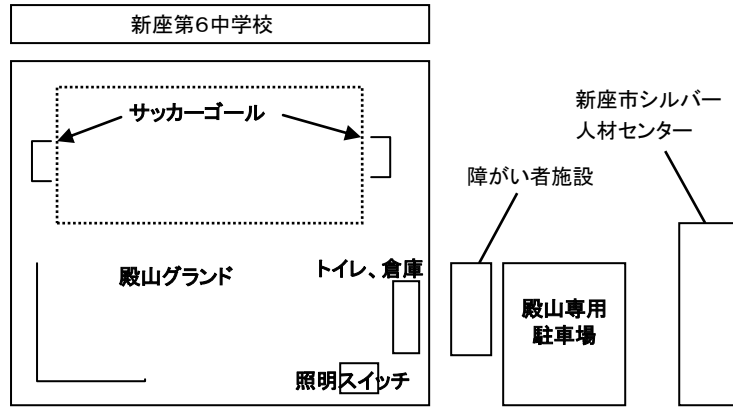 新座第6中学校
サッカーゴール
新座市シルバー
人材センター
障がい者施設
殿山グランド
トイレ、倉庫
殿山専用
駐車場
照明スイッチ